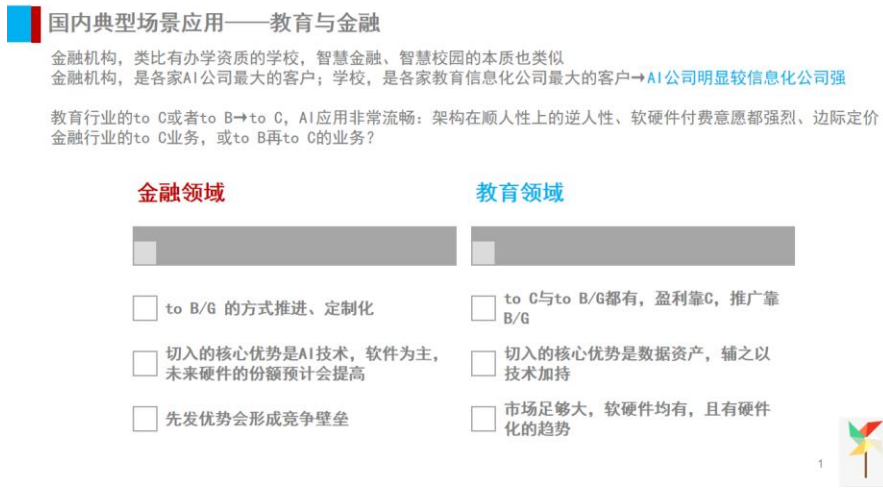 国内典型场景应用——教育与金融
金融机构，类比有办学资质的学校，智慧金融、智慧校园的本质也类似
金融机构，是各家AI公司最大的客户；学校，是各家教育信息化公司最大的客户→AI公司明显较信息化公司强
教育行业的to C或者to B→to C，AI应用非常流畅：架构在顺人性上的逆人性、软硬件付费意愿都强烈、边际定价
金融行业的to C业务，或to B再to C的业务？
金融领域
to B/G 的方式推进、定制化
切入的核心优势是AI技术，软件为主，
未来硬件的份额预计会提高
先发优势会形成竞争壁垒
教育领域
to C与to B/G都有，盈利靠C，推广靠
B/G
切入的核心优势是数据资产，辅之以
技术加持
市场足够大，软硬件均有，且有硬件
化的趋势
1